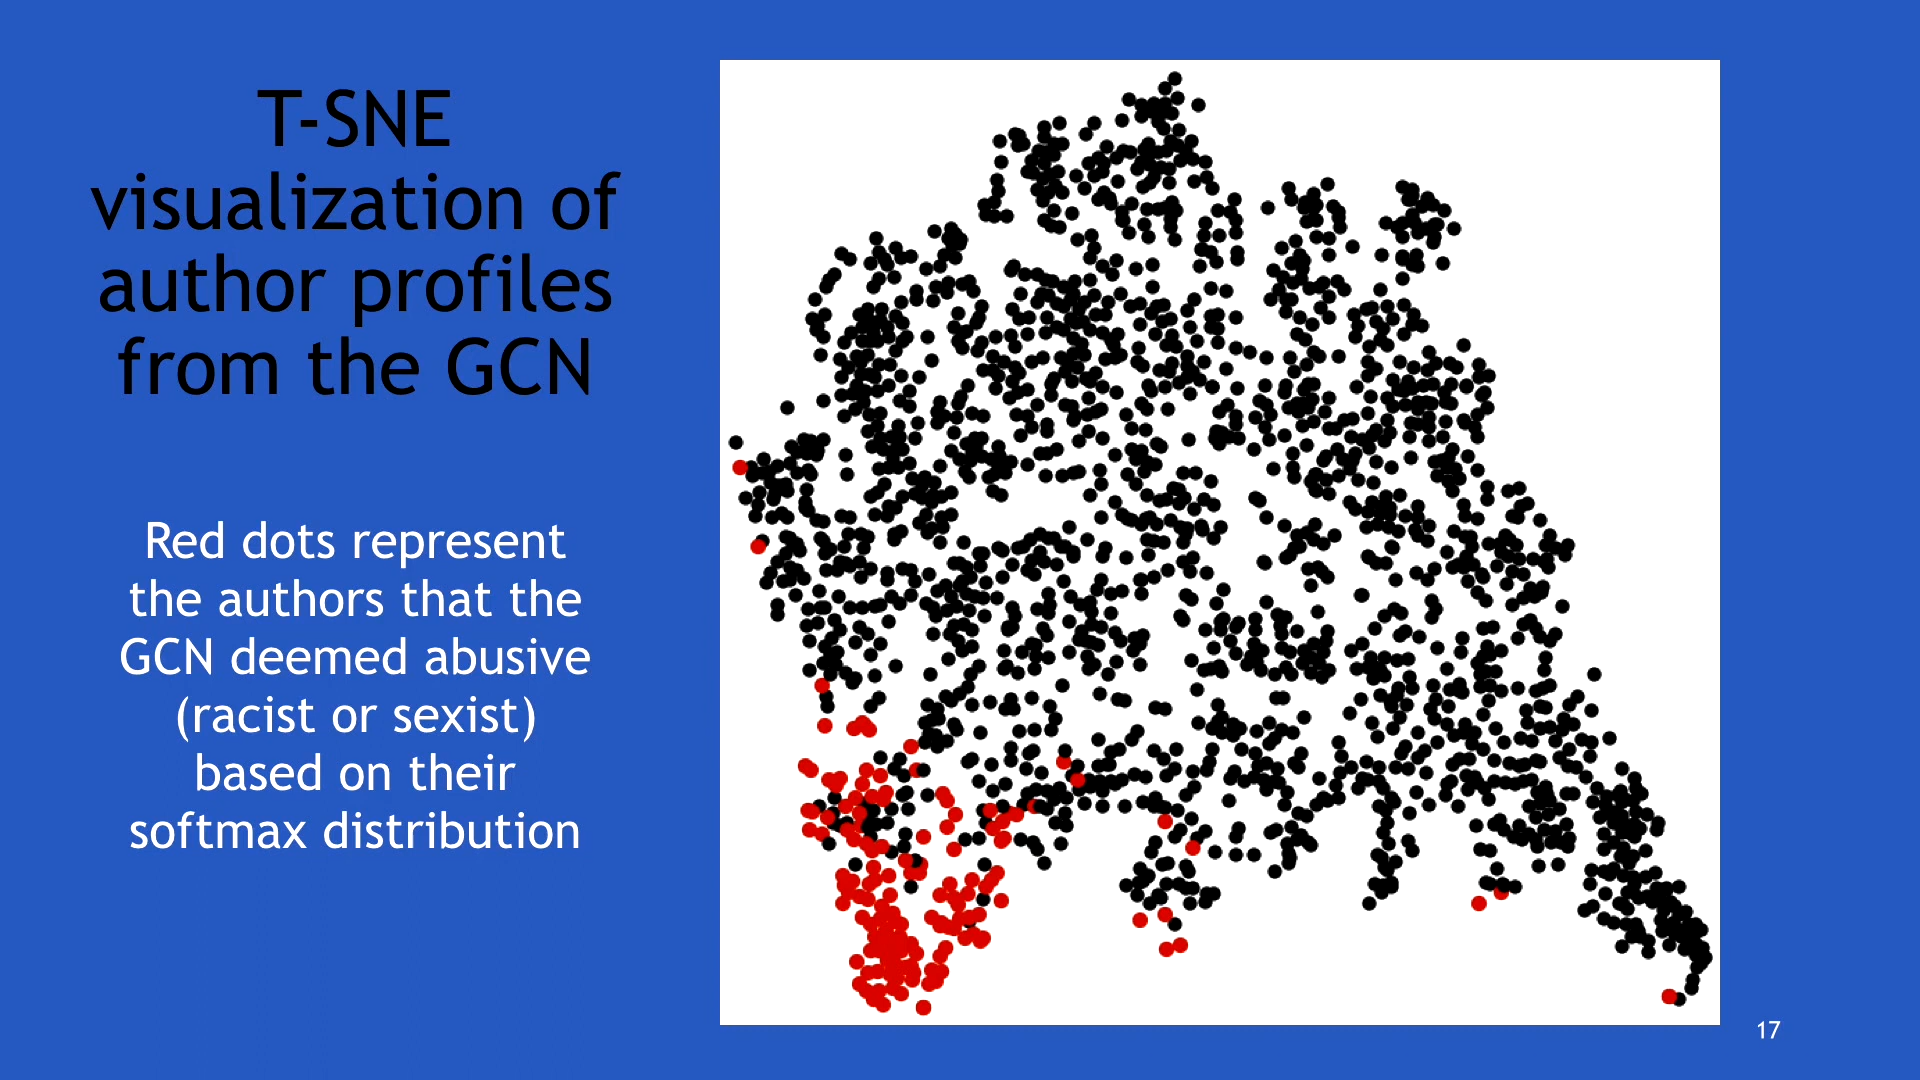 T-SNE
visualization of
author profiles
from the GCN
Red dots represent
the authors that the
GCN deemed abusive
(racist or sexist)
based on their
softmax distribution
17